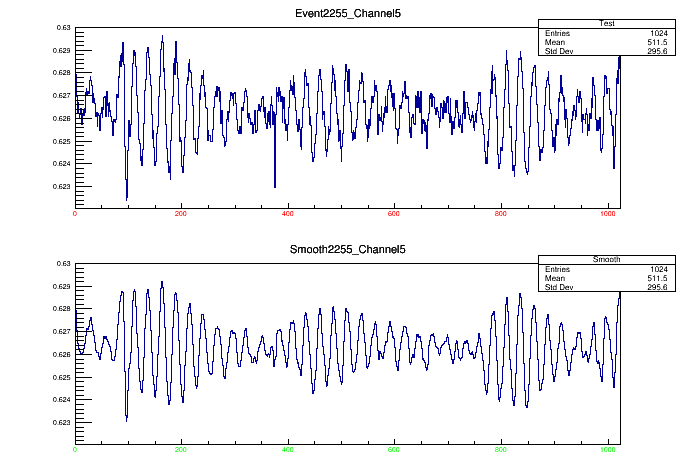 Event2255_Channel5
Test
Entries 1024
Mean 511.5
Std Dev 295.6
0.63
0.629
0.628
0.627
0.626
0.625
0.624
0.623
0 200 400 600 800 1000
Smooth2255_Channel5
Smooth
Entries 1024
Mean 511.5
Std Dev 295.6
0.63
0.629
0.628
0.627
0.626
0.625
0.624
0.623
0 200 400 600 800 1000